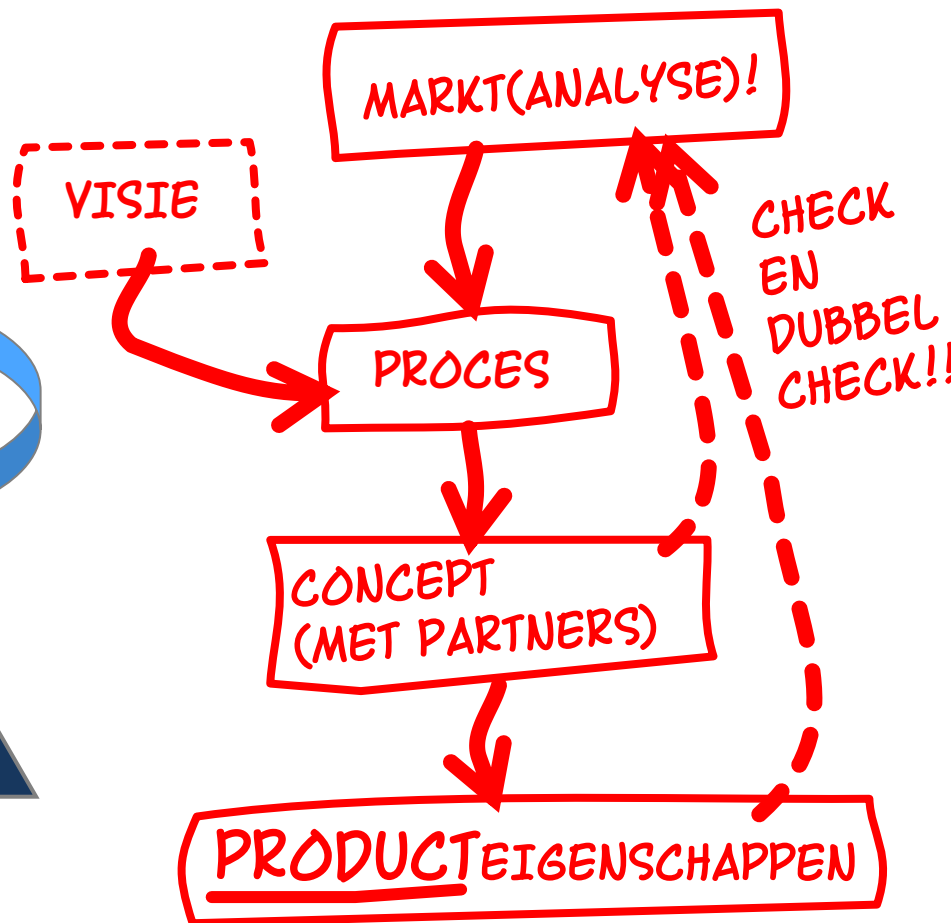 MARKT(ANALYSE)!
VISIE
CHECK
EN
DUBBEL
CHECK!!
PROCES
CONCEPT
(MET PARTNERS)
PRODUCTEIGENSCHAPPEN